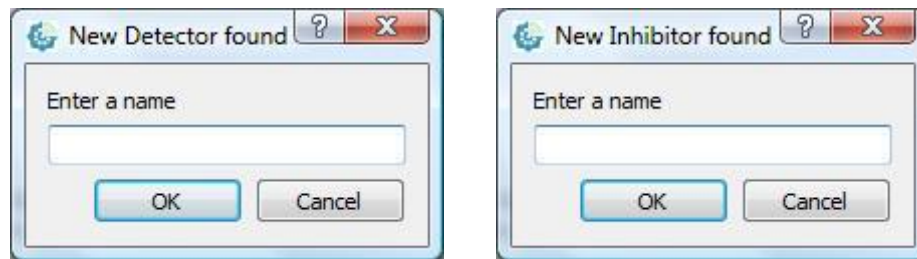 New Detector found
Enter a name
OK Cancel
New Inhibitor found
Enter a name
OK Cancel